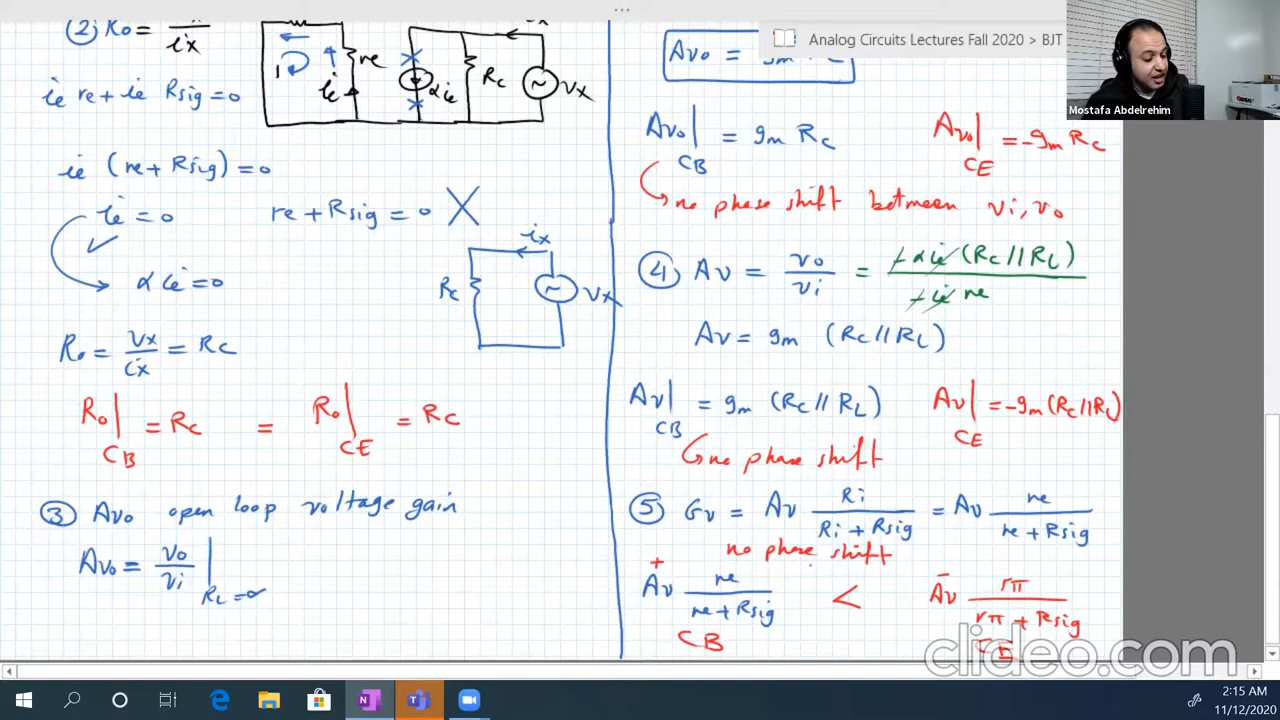 ...
Analog Circuits Lectures Fall 2020 > BJT
Mostafa Abdelrehim
② Ro = / ix
ie re + ie Rsig = 0
re
ie
αie
Rc
vx
ie (re + Rsig) = 0
ie = 0 re + Rsig = 0 X
αie = 0
ix
Rc
vx
Ro = vx / ix = Rc
Ro|CB = Rc = Ro|CE = Rc
③ Avo open loop voltage gain
Avo = vo / vi | RL = ∞
Avo =
Avo|CB = gm Rc Avo|CE = -gm Rc
no phase shift between vi, vo
④ Av = vo / vi = -αie (Rc // RL) / -ie re
Av = gm (Rc // RL)
Av|CB = gm (Rc // RL) Av|CE = -gm (Rc // RL)
no phase shift
⑤ Gv = Av Ri / Ri + Rsig = Av re / re + Rsig
no phase shift
+ -
Av re / re + Rsig < Av rπ / rπ + Rsig
CB CE
clideo.com
2:15 AM
11/12/2020